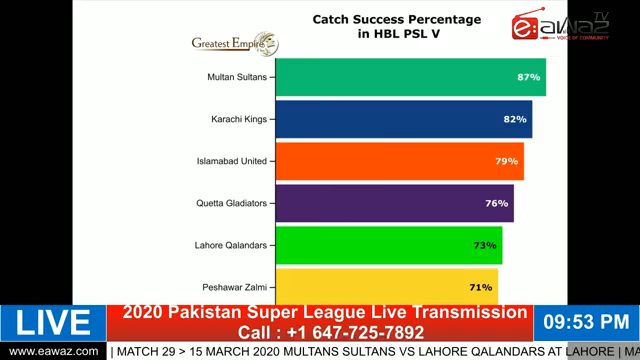 Catch Success Percentage
in HBL PSL V
e:awaz TV
VOICE OF COMMUNITY
Greatest Empire
Multan Sultans
87%
Karachi Kings
82%
Islamabad United
79%
Quetta Gladiators
76%
Lahore Qalandars
73%
Peshawar Zalmi
71%
LIVE
2020 Pakistan Super League Live Transmission
Call : +1 647-725-7892
09:53 PM
www.eawaz.com
| MATCH 29 > 15 MARCH 2020 MULTANS SULTANS VS LAHORE QALANDARS AT LAHORE | MA